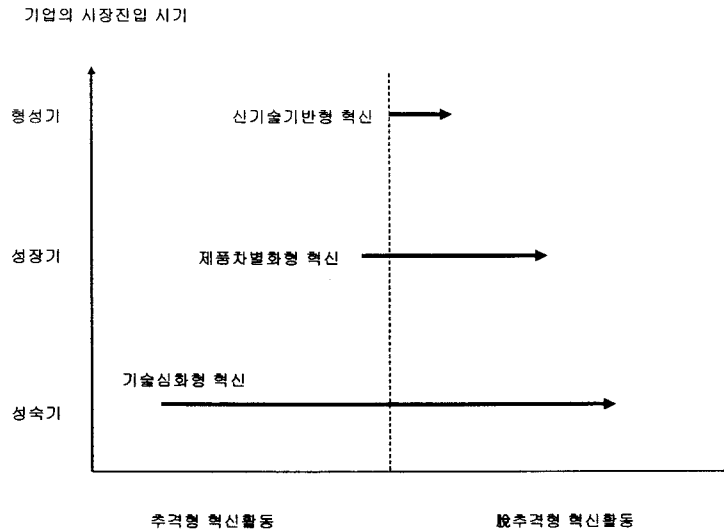 기업의 시장진입 시기
형성기
신기술기반형 혁신
성장기
제품차별화형 혁신
기술심화형 혁신
성숙기
추격형 혁신활동
脫추격형 혁신활동